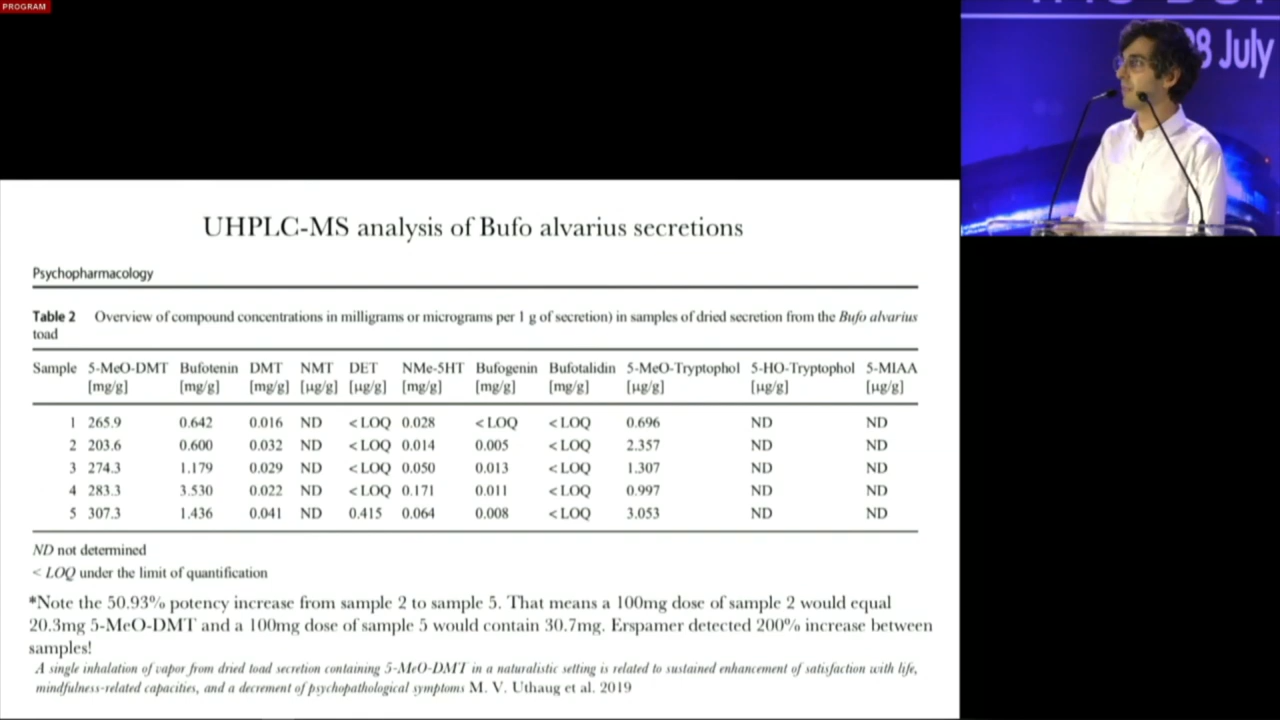 PROGRAM
28 July
UHPLC-MS analysis of Bufo alvarius secretions
Psychopharmacology
Table 2 Overview of compound concentrations in milligrams or micrograms per 1 g of secretion) in samples of dried secretion from the Bufo alvarius
toad
Sample 5-MeO-DMT Bufotenin DMT NMT DET NMe-5HT Bufogenin Bufotalidin 5-MeO-Tryptophol 5-HO-Tryptophol 5-MIAA
[mg/g] [mg/g] [mg/g] [µg/g] [µg/g] [mg/g] [mg/g] [mg/g] [µg/g] [µg/g] [µg/g]
1 265.9 0.642 0.016 ND <LOQ 0.028 <LOQ <LOQ 0.696 ND ND
2 203.6 0.600 0.032 ND <LOQ 0.014 0.005 <LOQ 2.357 ND ND
3 274.3 1.179 0.029 ND <LOQ 0.050 0.013 <LOQ 1.307 ND ND
4 283.3 3.530 0.022 ND <LOQ 0.171 0.011 <LOQ 0.997 ND ND
5 307.3 1.436 0.041 ND 0.415 0.064 0.008 <LOQ 3.053 ND ND
ND not determined
< LOQ under the limit of quantification
*Note the 50.93% potency increase from sample 2 to sample 5. That means a 100mg dose of sample 2 would equal
20.3mg 5-MeO-DMT and a 100mg dose of sample 5 would contain 30.7mg. Erspamer detected 200% increase between
samples!
A single inhalation of vapor from dried toad secretion containing 5-MeO-DMT in a naturalistic setting is related to sustained enhancement of satisfaction with life,
mindfulness-related capacities, and a decrement of psychopathological symptoms M. V. Uthaug et al. 2019